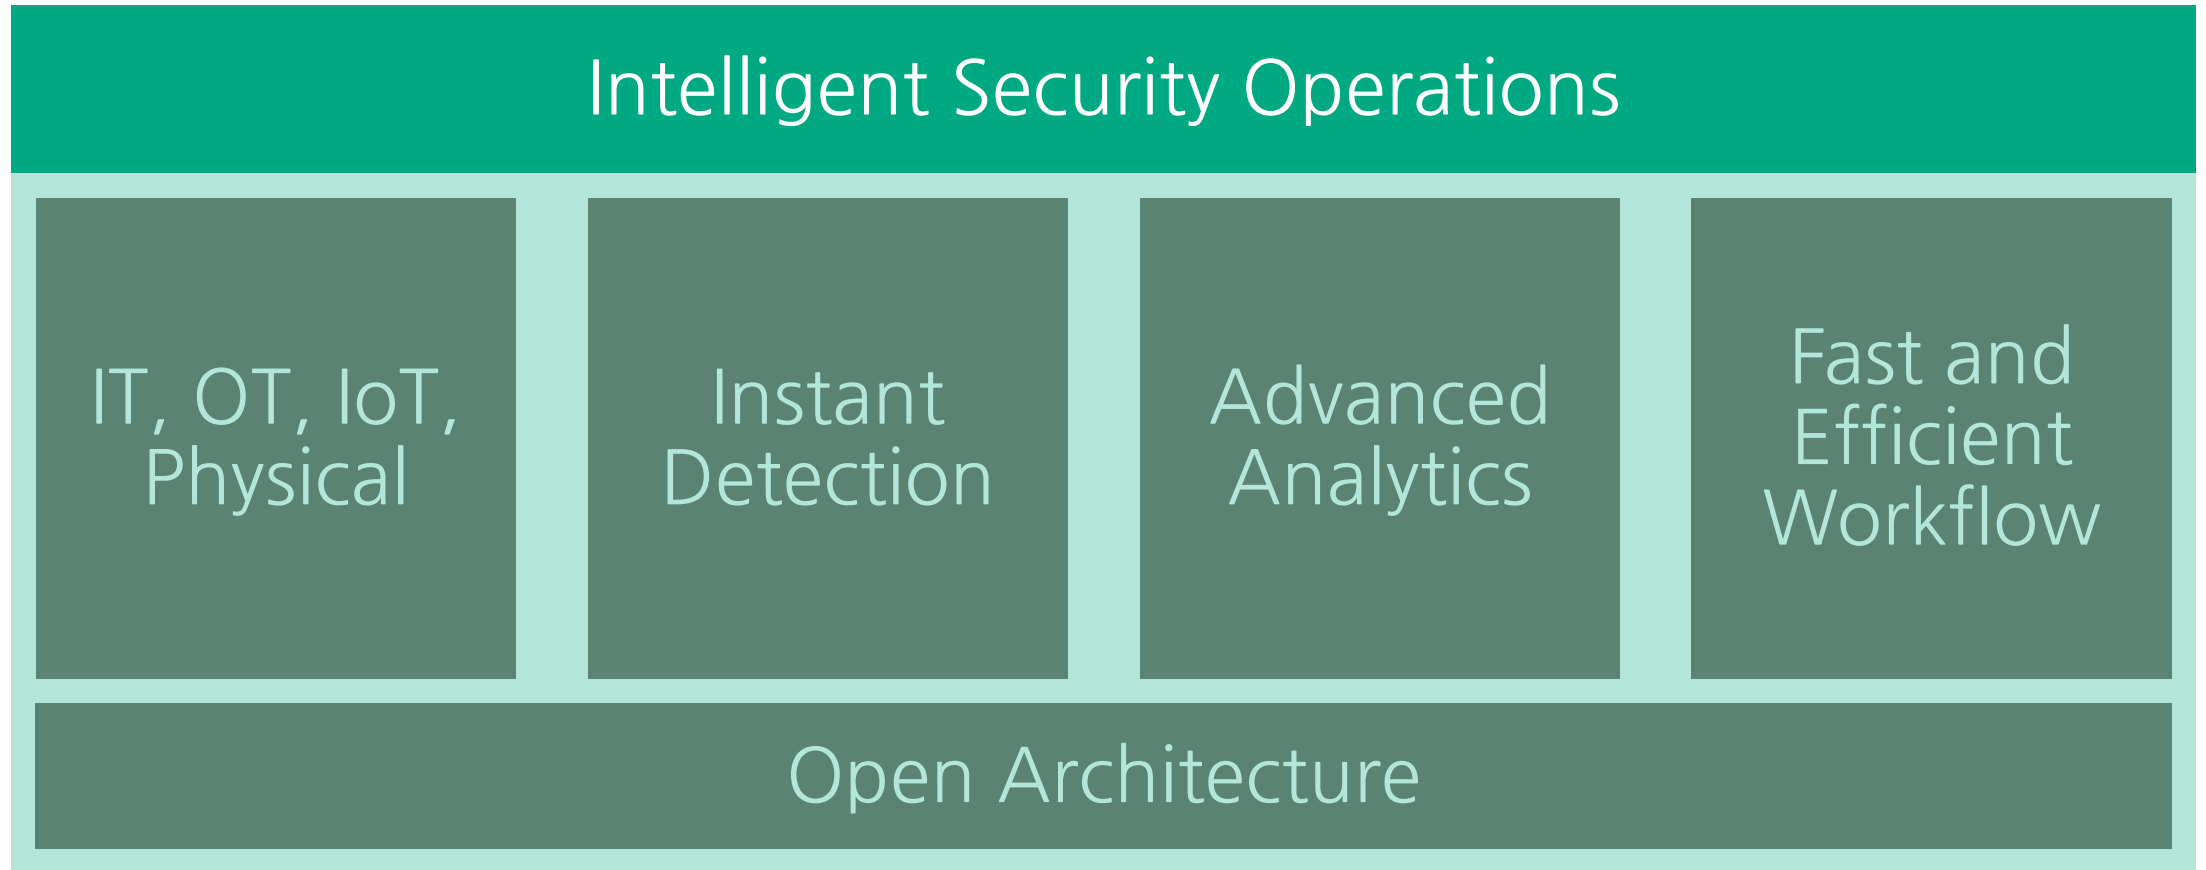 Intelligent Security Operations
IT, OT, IoT,
Physical
Instant
Detection
Advanced
Analytics
Fast and
Efficient
Workflow
Open Architecture